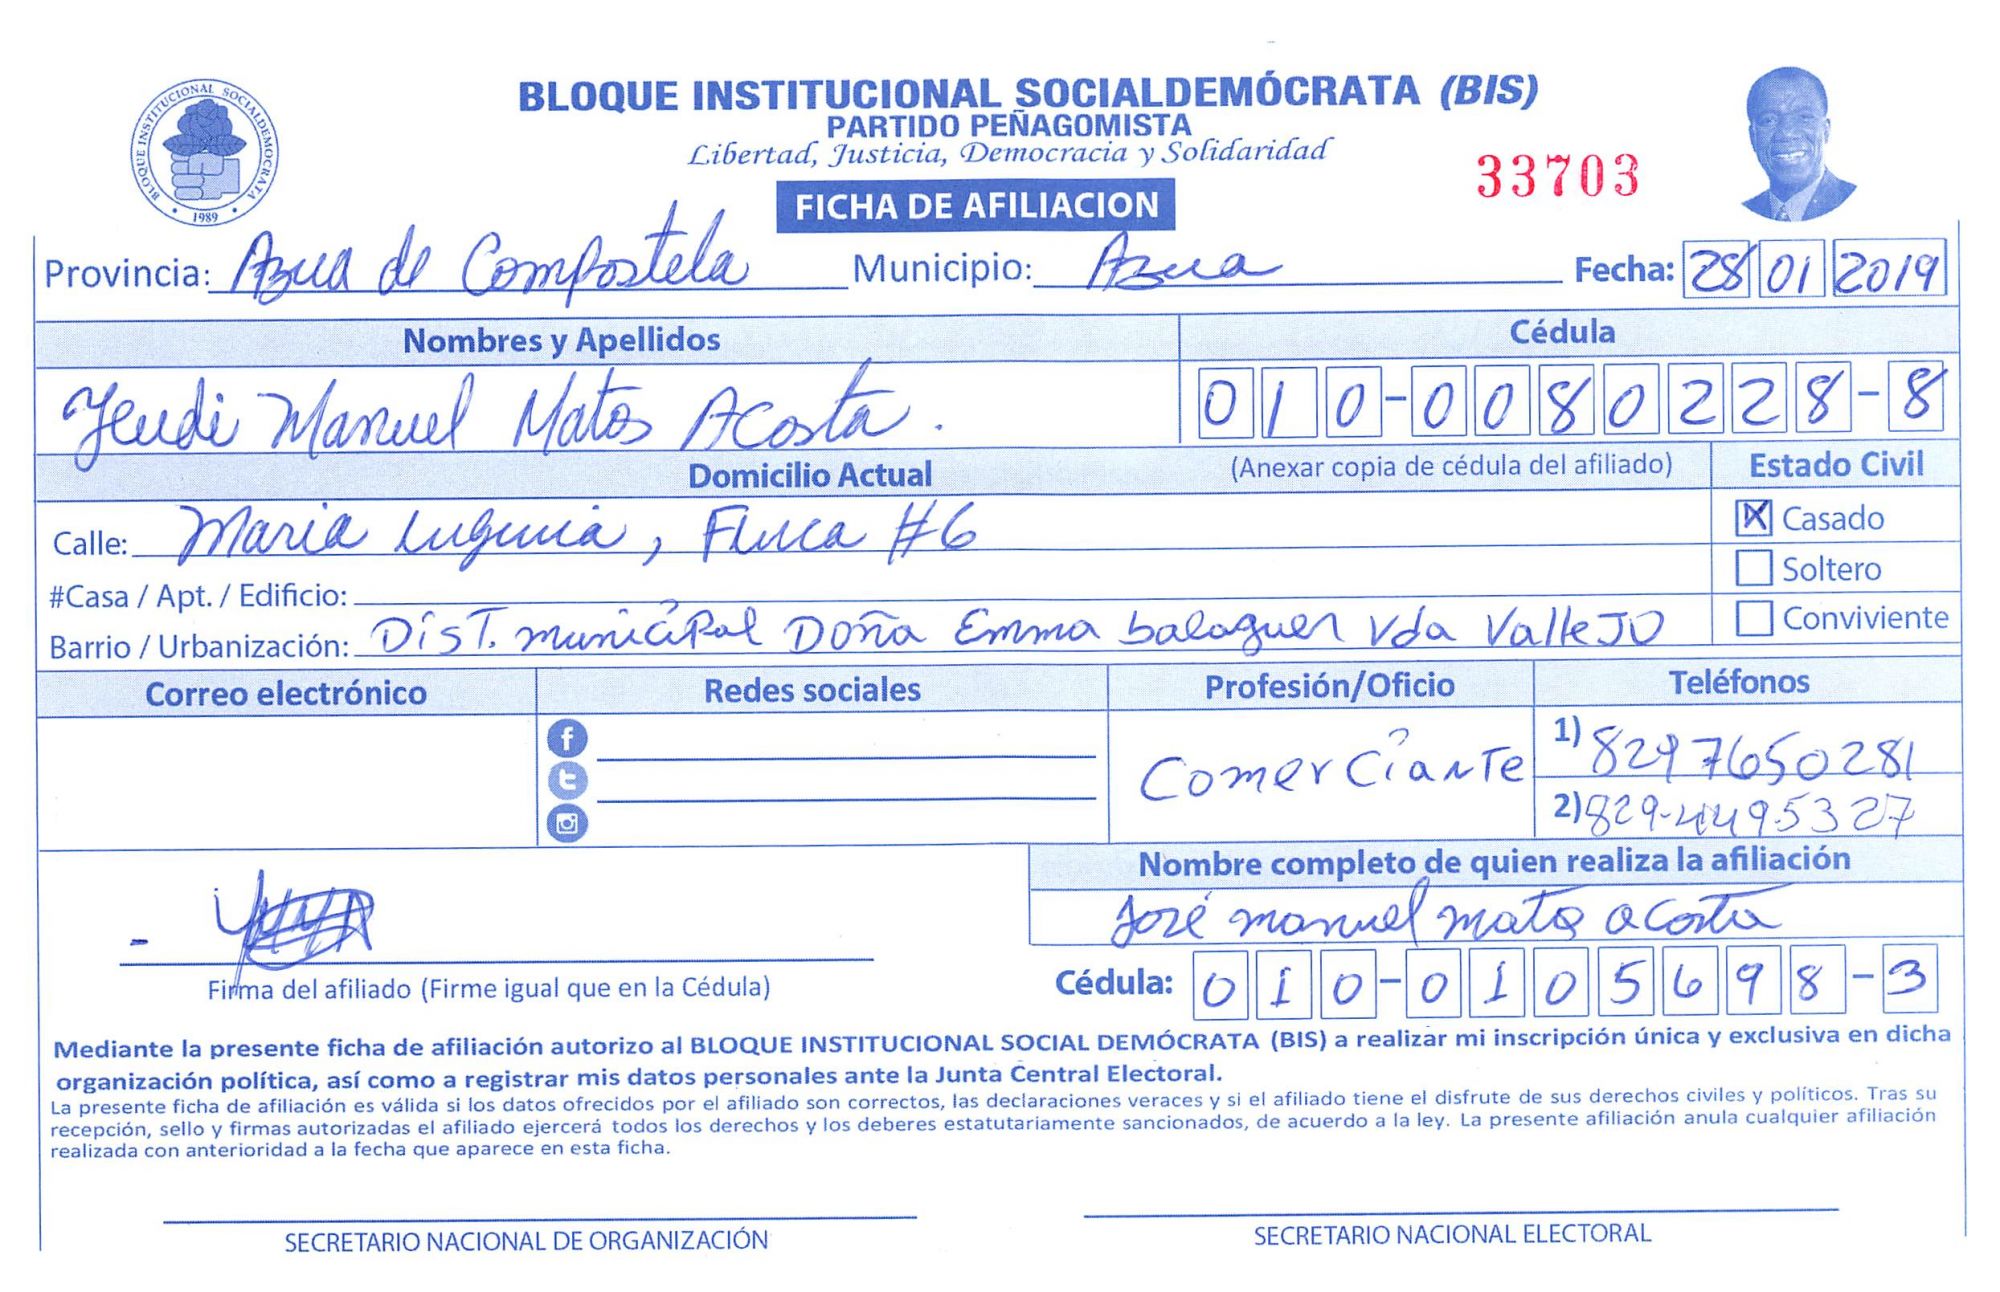 BLOQUE INSTITUCIONAL SOCIALDEMOCRATA
1989
BLOQUE INSTITUCIONAL SOCIALDEMÓCRATA (BIS)
PARTIDO PEÑAGOMISTA
Libertad, Justicia, Democracia y Solidaridad
33703
FICHA DE AFILIACION
Provincia: Azua de Compostela Municipio: Azua Fecha: 28 01 2019
Nombres y Apellidos Cédula
Yeudi Manuel Matos Acosta. 010-0080228-8
Domicilio Actual (Anexar copia de cédula del afiliado) Estado Civil
Calle: Maria Eugenia, Finca #6 X Casado
#Casa / Apt. / Edificio: Soltero
Barrio / Urbanización: Dist. municipal Doña Emma balaguer Vda Vallejo Conviviente
Correo electrónico Redes sociales Profesión/Oficio Teléfonos
Comerciante 1) 8297650281
2) 829-4495327
Nombre completo de quien realiza la afiliación
José manuel matos acosta
Firma del afiliado (Firme igual que en la Cédula) Cédula: 010-0105698-3
Mediante la presente ficha de afiliación autorizo al BLOQUE INSTITUCIONAL SOCIAL DEMÓCRATA (BIS) a realizar mi inscripción única y exclusiva en dicha
organización política, así como a registrar mis datos personales ante la Junta Central Electoral.
La presente ficha de afiliación es válida si los datos ofrecidos por el afiliado son correctos, las declaraciones veraces y si el afiliado tiene el disfrute de sus derechos civiles y políticos. Tras su
recepción, sello y firmas autorizadas el afiliado ejercerá todos los derechos y los deberes estatutariamente sancionados, de acuerdo a la ley. La presente afiliación anula cualquier afiliación
realizada con anterioridad a la fecha que aparece en esta ficha.
SECRETARIO NACIONAL DE ORGANIZACIÓN SECRETARIO NACIONAL ELECTORAL